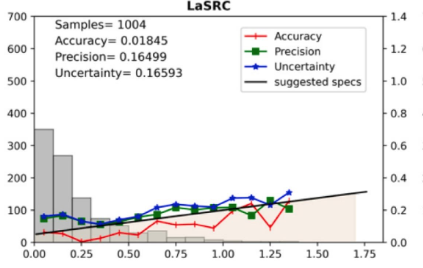 LaSRC
700
600
500
400
300
200
100
0
Samples= 1004
Accuracy= 0.01845
Precision= 0.16499
Uncertainty= 0.16593
Accuracy
Precision
Uncertainty
suggested specs
1.4
1.2
1.0
0.8
0.6
0.4
0.2
0.0
0.00 0.25 0.50 0.75 1.00 1.25 1.50 1.75